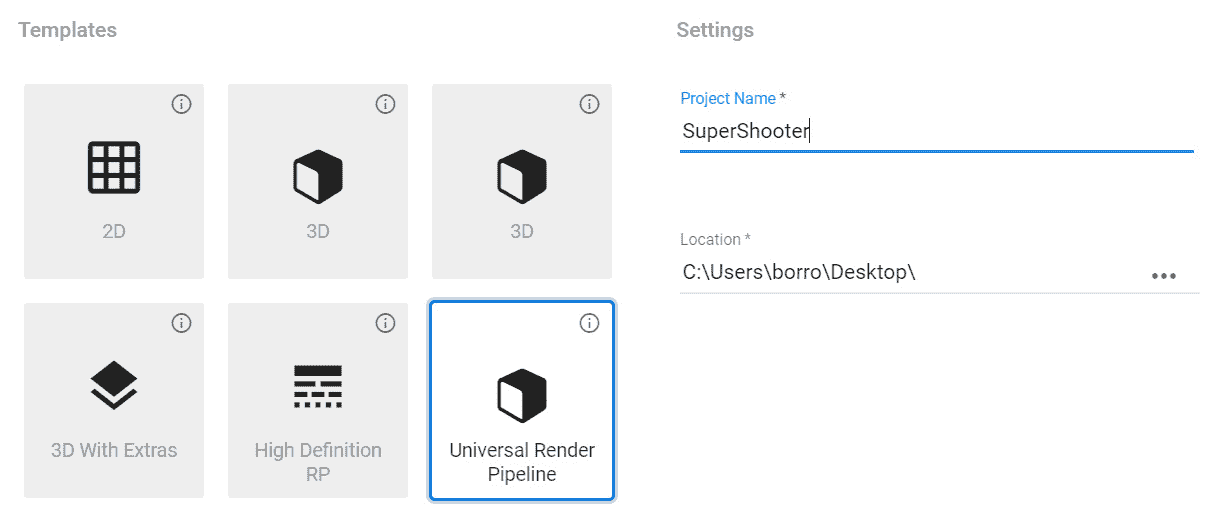 Templates
2D
3D
3D
3D With Extras
High Definition
RP
Universal Render
Pipeline
Settings
Project Name *
SuperShooter
Location *
C:\Users\borro\Desktop\